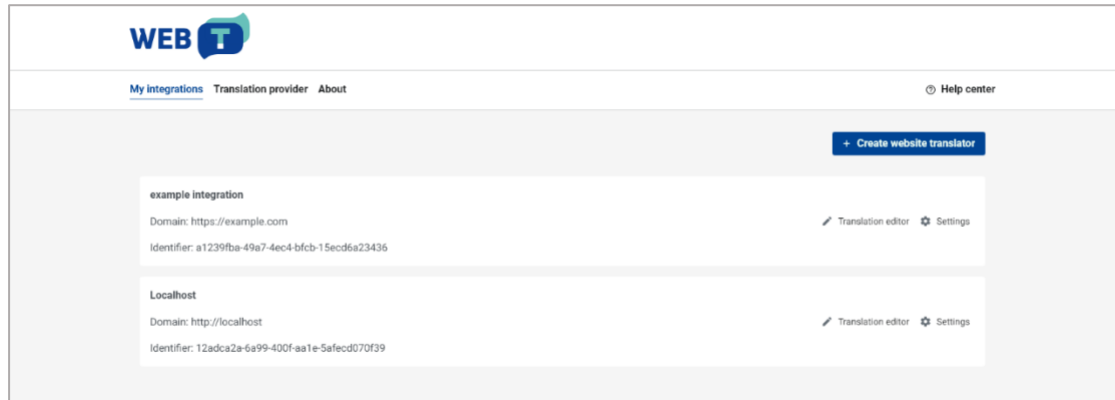 WEB T
My integrations Translation provider About Help center
+ Create website translator
example integration
Domain: https://example.com
Translation editor Settings
Identifier: a1239fba-49a7-4ec4-bfcb-15ecd6a23436
Localhost
Domain: http://localhost
Translation editor Settings
Identifier: 12adca2a-6a99-400f-aa1e-5afecd070f39